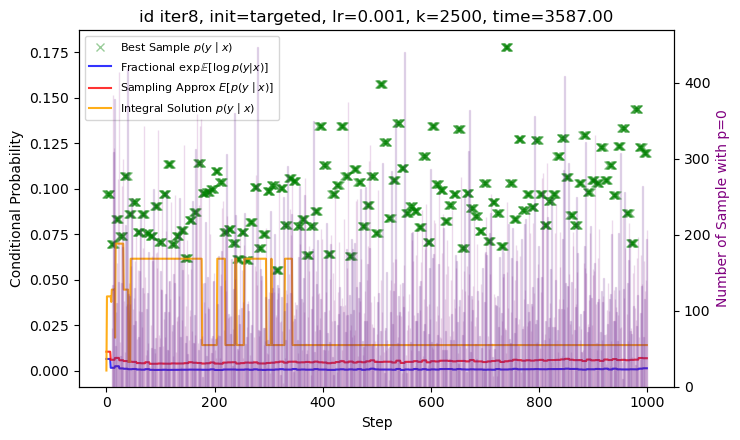 id iter8, init=targeted, lr=0.001, k=2500, time=3587.00
Best Sample p(y | x)
Fractional exp𝔼[log p(y|x)]
Sampling Approx E[p(y | x)]
Integral Solution p(y | x)
0.175
0.150
0.125
0.100
0.075
0.050
0.025
0.000
Conditional Probability
400
300
200
100
0
Number of Sample with p=0
0 200 400 600 800 1000
Step